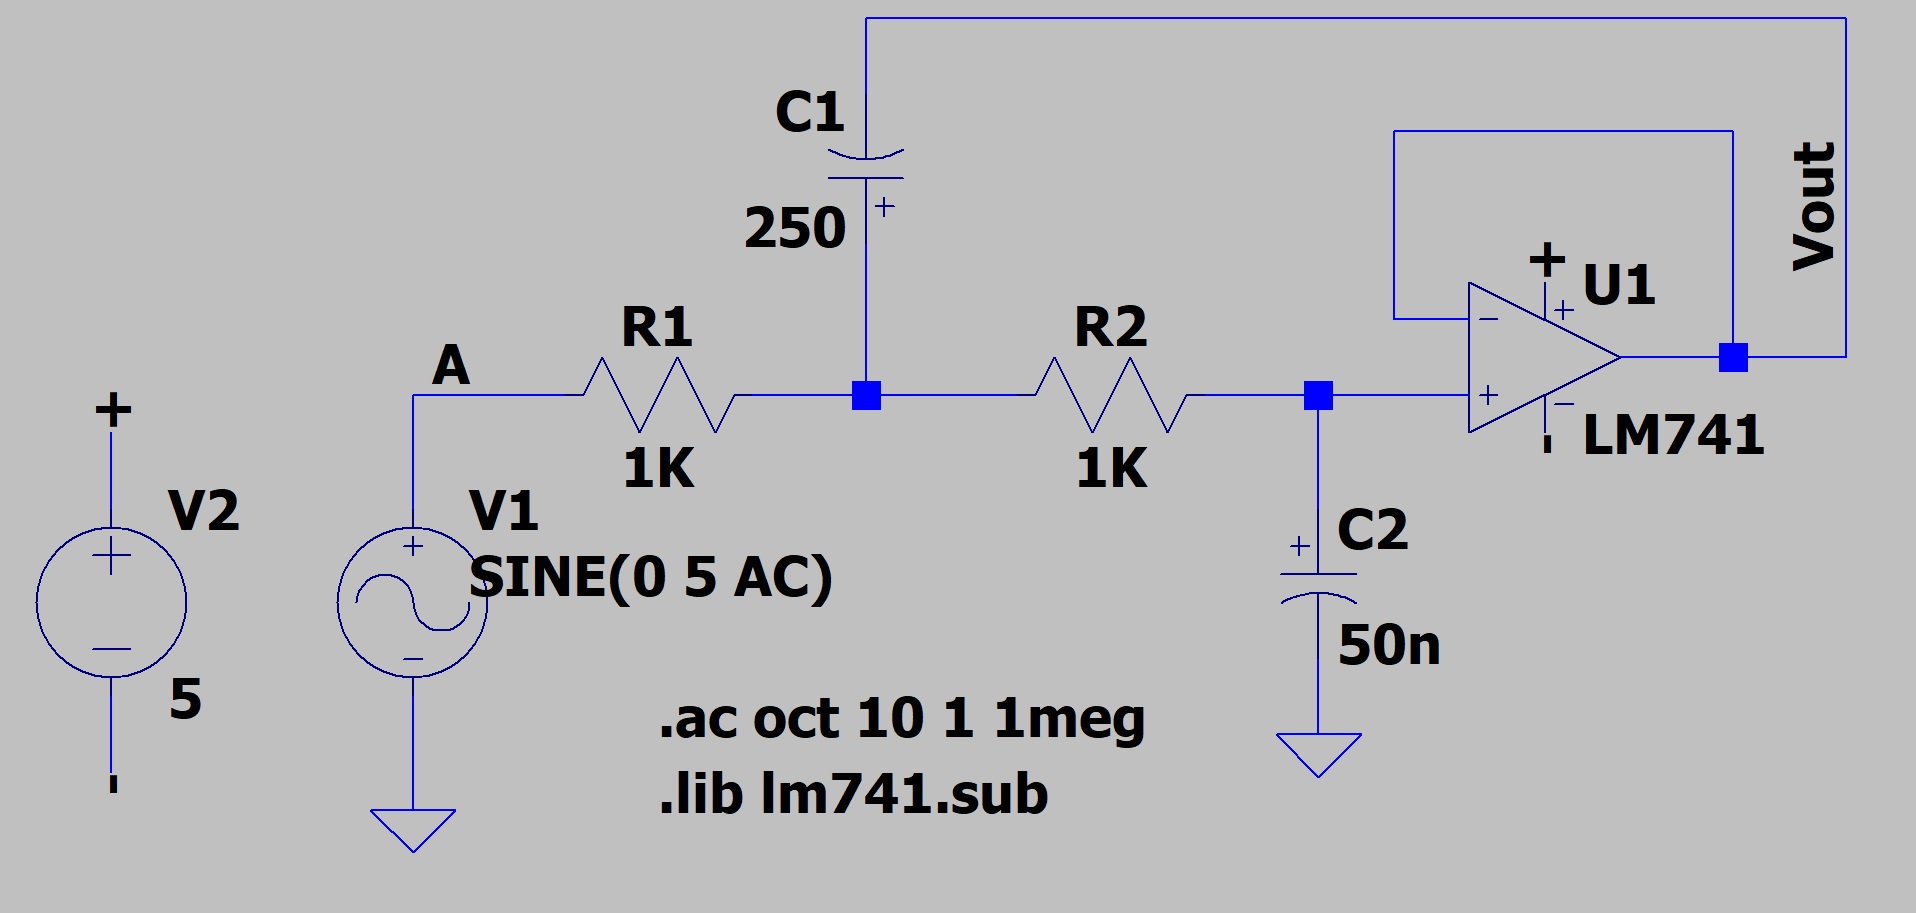 C1
250
Vout
+
U1
R1
R2
A
LM741
-
+
1K
1K
V2
V1
C2
SINE(0 5 AC)
50n
5
.ac oct 10 1 1meg
-
.lib lm741.sub